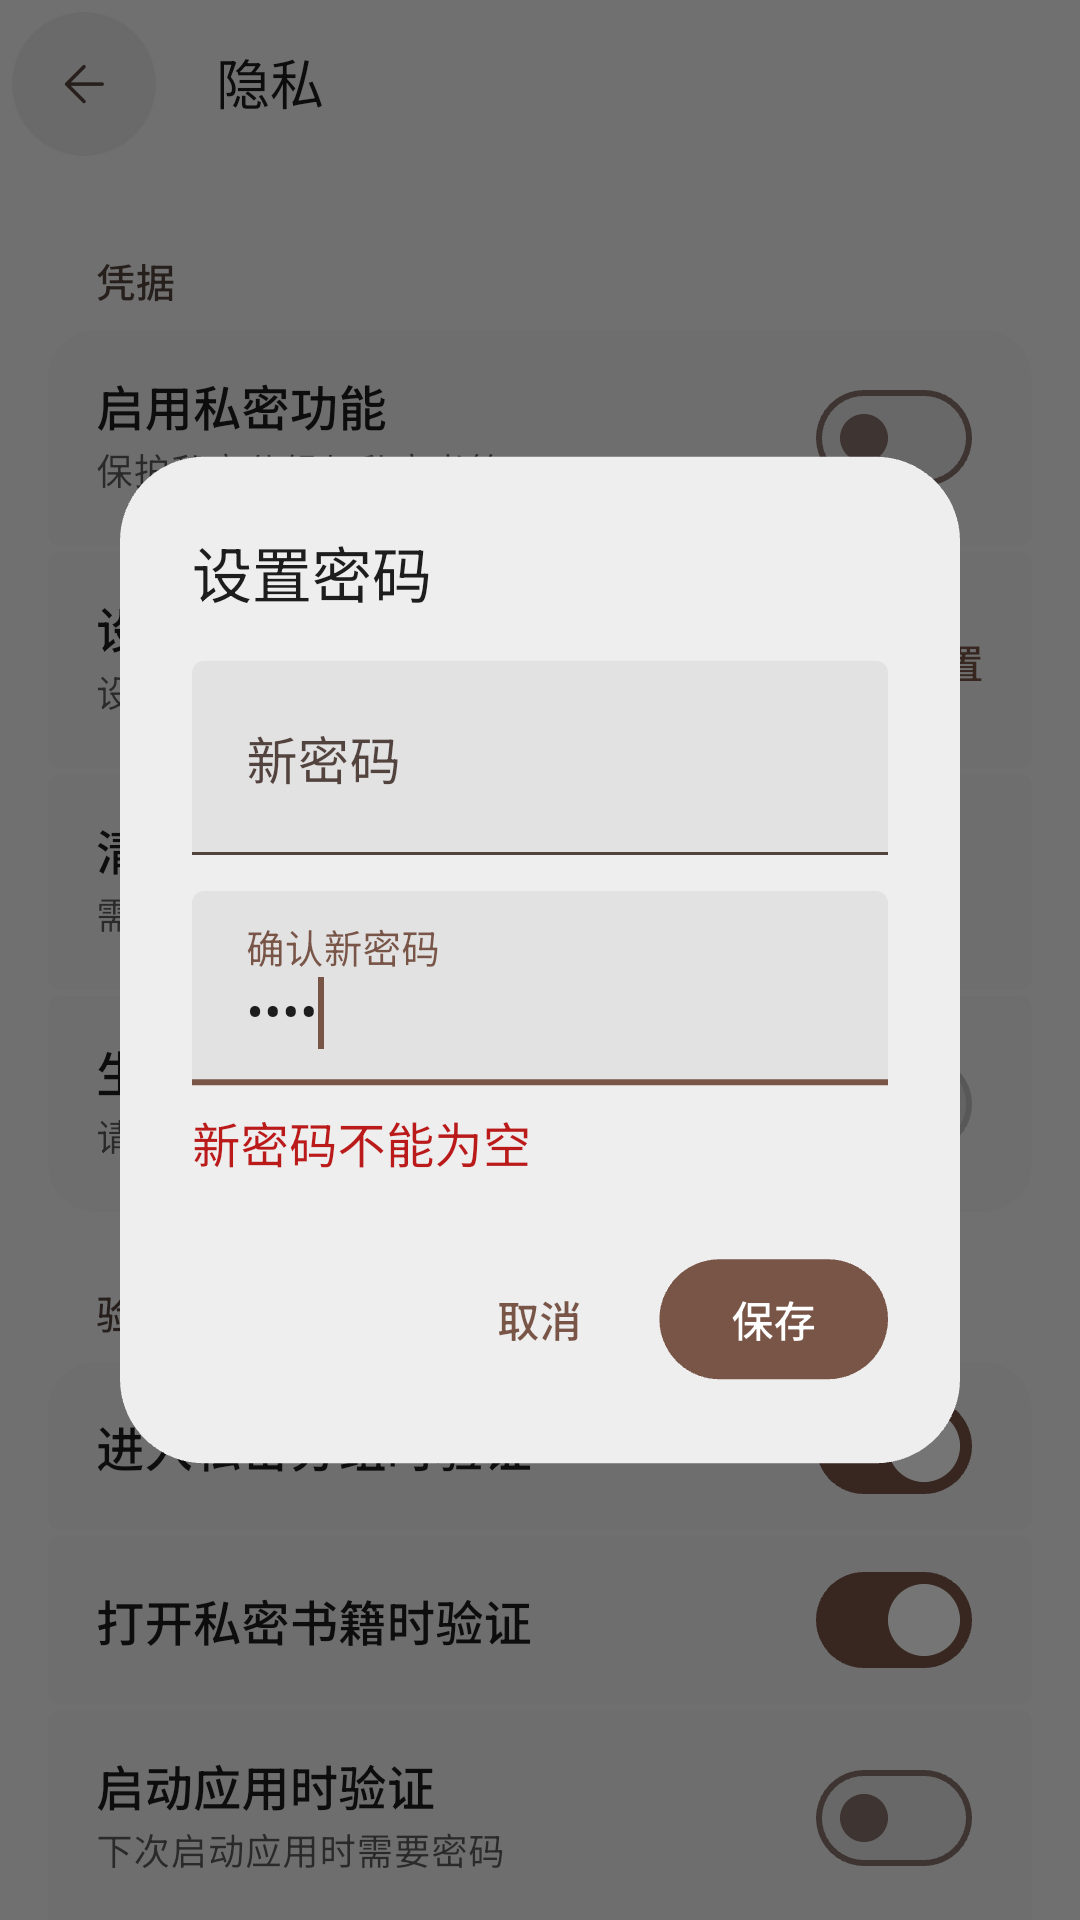 隐私
凭据
启用私密功能
设置密码
置
新密码
确认新密码
••••
新密码不能为空
取消
保存
打开私密书籍时验证
启动应用时验证
下次启动应用时需要密码